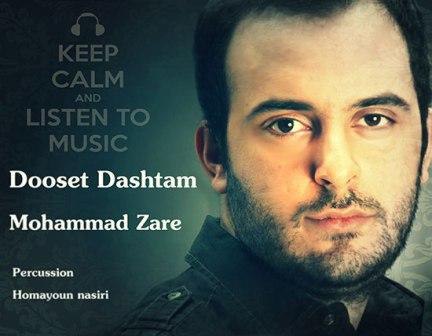 KEEP
CALM
AND
LISTEN TO
MUSIC
Dooset Dashtam
Mohammad Zare
Percussion
Homayoun nasiri